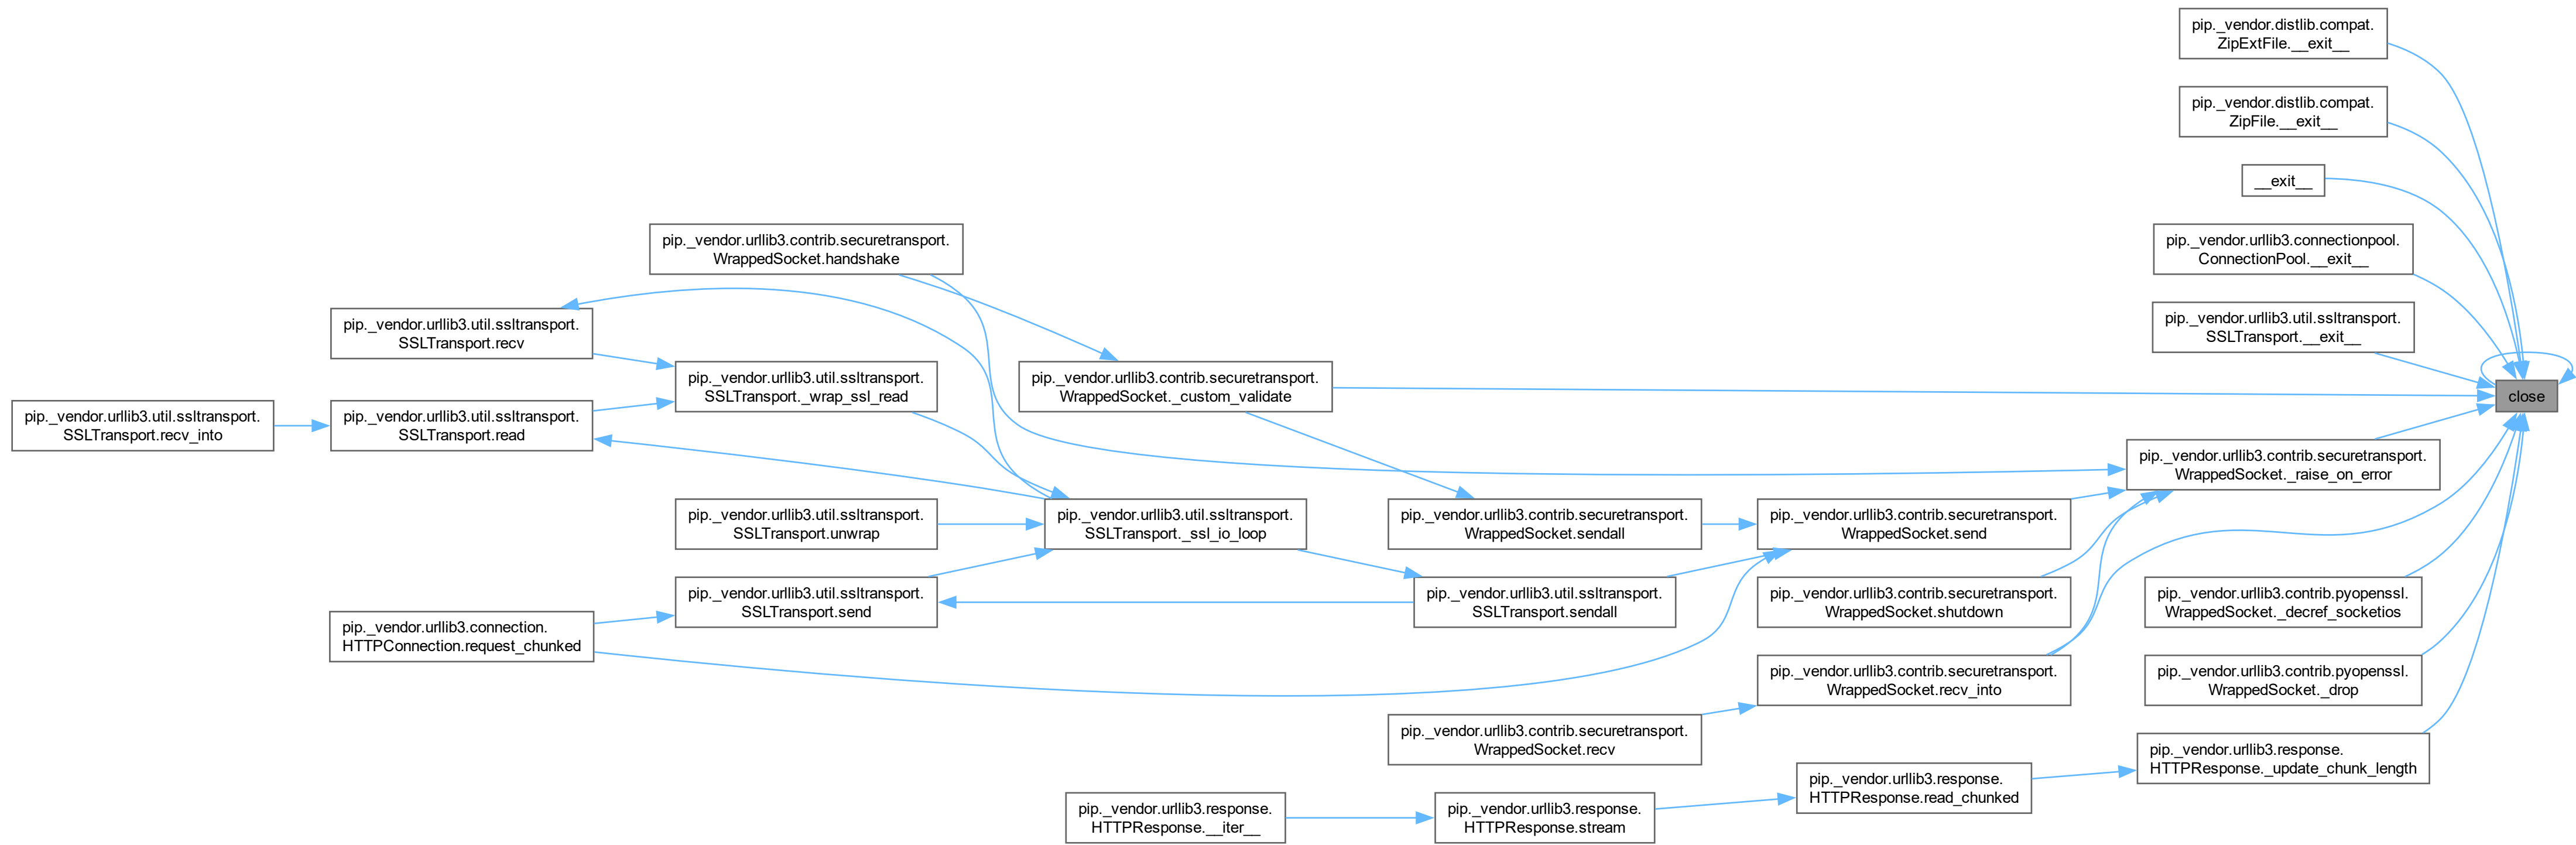 pip._vendor.distlib.compat.
ZipExtFile.__exit__
pip._vendor.distlib.compat.
ZipFile.__exit__
__exit__
pip._vendor.urllib3.connectionpool.
ConnectionPool.__exit__
pip._vendor.urllib3.util.ssltransport.
SSLTransport.__exit__
close
pip._vendor.urllib3.contrib.securetransport.
WrappedSocket.handshake
pip._vendor.urllib3.util.ssltransport.
SSLTransport.recv
pip._vendor.urllib3.util.ssltransport.
SSLTransport._wrap_ssl_read
pip._vendor.urllib3.contrib.securetransport.
WrappedSocket._custom_validate
pip._vendor.urllib3.util.ssltransport.
SSLTransport.recv_into
pip._vendor.urllib3.util.ssltransport.
SSLTransport.read
pip._vendor.urllib3.contrib.securetransport.
WrappedSocket._raise_on_error
pip._vendor.urllib3.util.ssltransport.
SSLTransport.unwrap
pip._vendor.urllib3.util.ssltransport.
SSLTransport._ssl_io_loop
pip._vendor.urllib3.contrib.securetransport.
WrappedSocket.sendall
pip._vendor.urllib3.contrib.securetransport.
WrappedSocket.send
pip._vendor.urllib3.util.ssltransport.
SSLTransport.send
pip._vendor.urllib3.util.ssltransport.
SSLTransport.sendall
pip._vendor.urllib3.contrib.securetransport.
WrappedSocket.shutdown
pip._vendor.urllib3.contrib.pyopenssl.
WrappedSocket._decref_socketios
pip._vendor.urllib3.connection.
HTTPConnection.request_chunked
pip._vendor.urllib3.contrib.securetransport.
WrappedSocket.recv_into
pip._vendor.urllib3.contrib.pyopenssl.
WrappedSocket._drop
pip._vendor.urllib3.contrib.securetransport.
WrappedSocket.recv
pip._vendor.urllib3.response.
HTTPResponse._update_chunk_length
pip._vendor.urllib3.response.
HTTPResponse.read_chunked
pip._vendor.urllib3.response.
HTTPResponse.stream
pip._vendor.urllib3.response.
HTTPResponse.__iter__